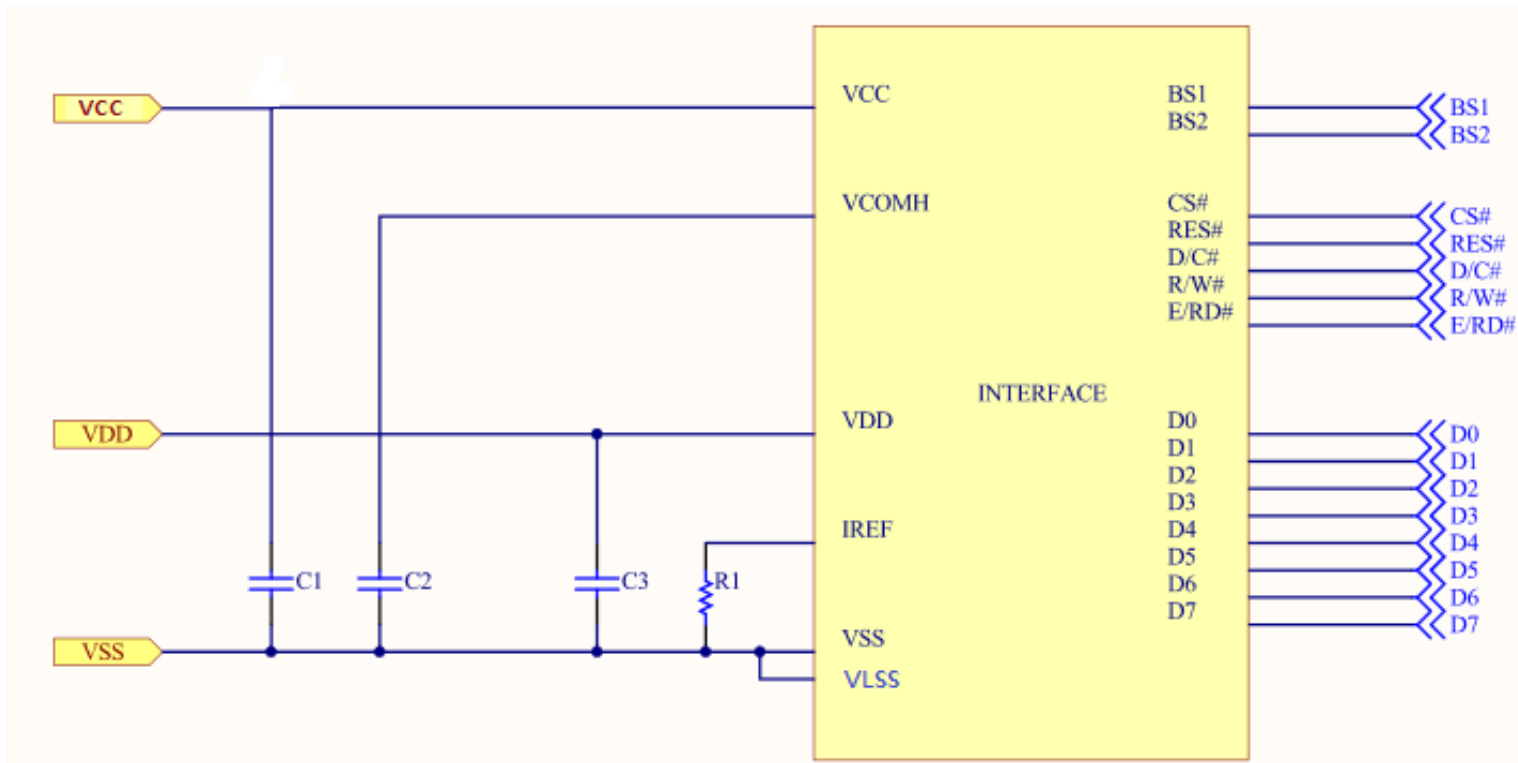 VCC VCC BS1 BS1
BS2 BS2
VCOMH CS# CS#
RES# RES#
D/C# D/C#
R/W# R/W#
E/RD# E/RD#
INTERFACE
VDD VDD D0 D0
D1 D1
D2 D2
D3 D3
IREF D4 D4
D5 D5
C1 C2 C3 R1 D6 D6
D7 D7
VSS VSS
VLSS